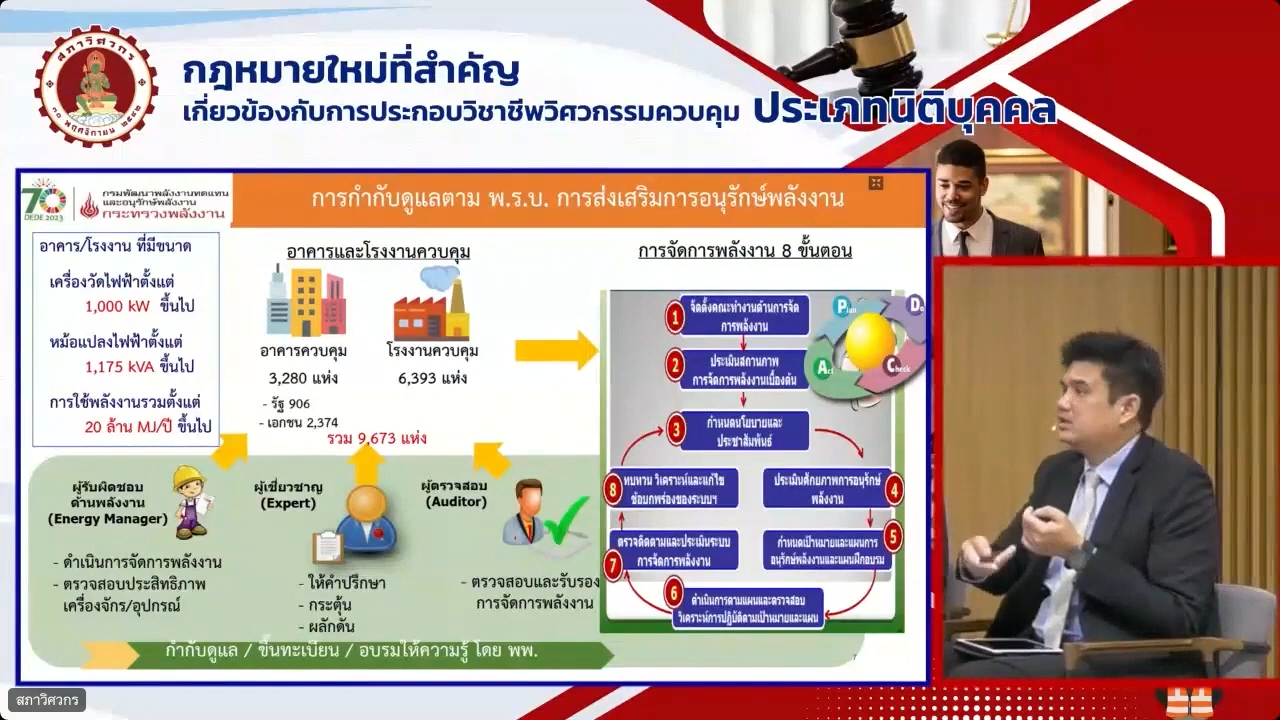 สภาวิศวกร
๓๐ พฤศจิกายน ๒๕๔๒
กฎหมายใหม่ที่สำคัญ
เกี่ยวข้องกับการประกอบวิชาชีพวิศวกรรมควบคุม ประเภทนิติบุคคล
70
DEDE 2023
กรมพัฒนาพลังงานทดแทน
และอนุรักษ์พลังงาน
กระทรวงพลังงาน
การกำกับดูแลตาม พ.ร.บ. การส่งเสริมการอนุรักษ์พลังงาน
อาคาร/โรงงาน ที่มีขนาด
เครื่องวัดไฟฟ้าตั้งแต่
1,000 kW ขึ้นไป
หม้อแปลงไฟฟ้าตั้งแต่
1,175 kVA ขึ้นไป
การใช้พลังงานรวมตั้งแต่
20 ล้าน MJ/ปี ขึ้นไป
อาคารและโรงงานควบคุม
อาคารควบคุม
3,280 แห่ง
- รัฐ 906
- เอกชน 2,374
โรงงานควบคุม
6,393 แห่ง
รวม 9,673 แห่ง
การจัดการพลังงาน 8 ขั้นตอน
1
จัดตั้งคณะทำงานด้านการจัด
การพลังงาน
2
ประเมินสถานภาพ
การจัดการพลังงานเบื้องต้น
3
กำหนดนโยบายและ
ประชาสัมพันธ์
4
ประเมินศักยภาพการอนุรักษ์
พลังงาน
5
กำหนดเป้าหมายและแผนการ
อนุรักษ์พลังงานและแผนฝึกอบรม
6
ดำเนินการตามแผนและตรวจสอบ
วิเคราะห์การปฏิบัติตามเป้าหมายและแผน
7
ตรวจติดตามและประเมินระบบ
การจัดการพลังงาน
8
ทบทวน วิเคราะห์และแก้ไข
ข้อบกพร่องของระบบฯ
Plan
Do
Check
Act
ผู้รับผิดชอบ
ด้านพลังงาน
(Energy Manager)
- ดำเนินการจัดการพลังงาน
- ตรวจสอบประสิทธิภาพ
เครื่องจักร/อุปกรณ์
ผู้เชี่ยวชาญ
(Expert)
- ให้คำปรึกษา
- กระตุ้น
- ผลักดัน
ผู้ตรวจสอบ
(Auditor)
- ตรวจสอบและรับรอง
การจัดการพลังงาน
กำกับดูแล / ขึ้นทะเบียน / อบรมให้ความรู้ โดย พพ.
7
สภาวิศวกร